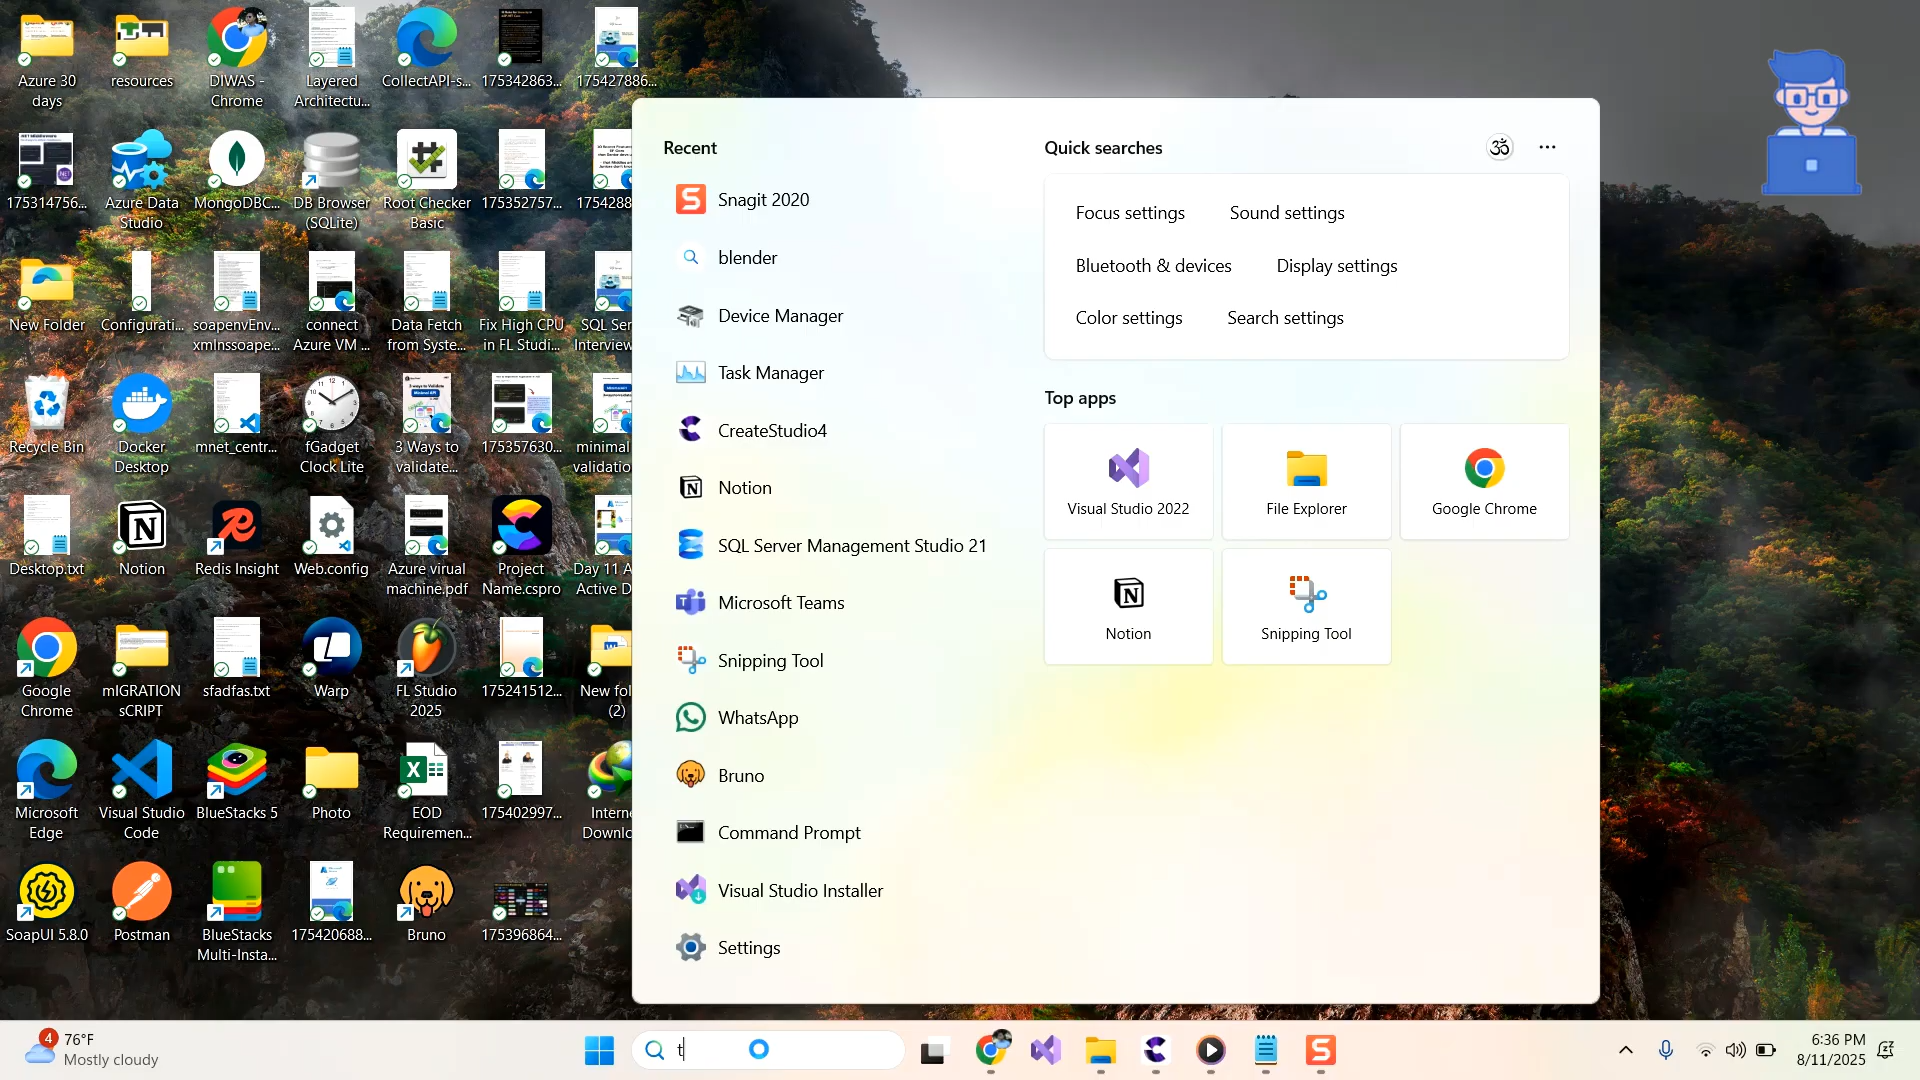 Azure 30
days
resources
DIWAS -
Chrome
Layered
Architectu...
CollectAPI-s...
175342863...
175427886...
175314756...
Azure Data
Studio
MongoDBC...
DB Browser
(SQLite)
Root Checker
Basic
175352757...
1754288
New Folder
Configurati...
soapenvEnv...
xmlnssoape...
connect
Azure VM ...
Data Fetch
from Syste...
Fix High CPU
in FL Studi...
SQL Ser
Interview
Recycle Bin
Docker
Desktop
mnet_centr...
fGadget
Clock Lite
3 Ways to
validate...
175357630...
minimal
validatio
Desktop.txt
Notion
Redis Insight
Web.config
Azure virual
machine.pdf
Project
Name.cspro
Day 11 A
Active D
Google
Chrome
mIGRATION
sCRIPT
sfadfas.txt
Warp
FL Studio
2025
175241512...
New fol
(2)
Microsoft
Edge
Visual Studio
Code
BlueStacks 5
Photo
EOD
Requiremen...
175402997...
Interne
Downlo
SoapUI 5.8.0
Postman
BlueStacks
Multi-Insta...
175420688...
Bruno
175396864...
Recent
Snagit 2020
blender
Device Manager
Task Manager
CreateStudio4
Notion
SQL Server Management Studio 21
Microsoft Teams
Snipping Tool
WhatsApp
Bruno
Command Prompt
Visual Studio Installer
Settings
Quick searches
Focus settings
Sound settings
Bluetooth & devices
Display settings
Color settings
Search settings
Top apps
Visual Studio 2022
File Explorer
Google Chrome
Notion
Snipping Tool
4
76°F
Mostly cloudy
t
6:36 PM
8/11/2025